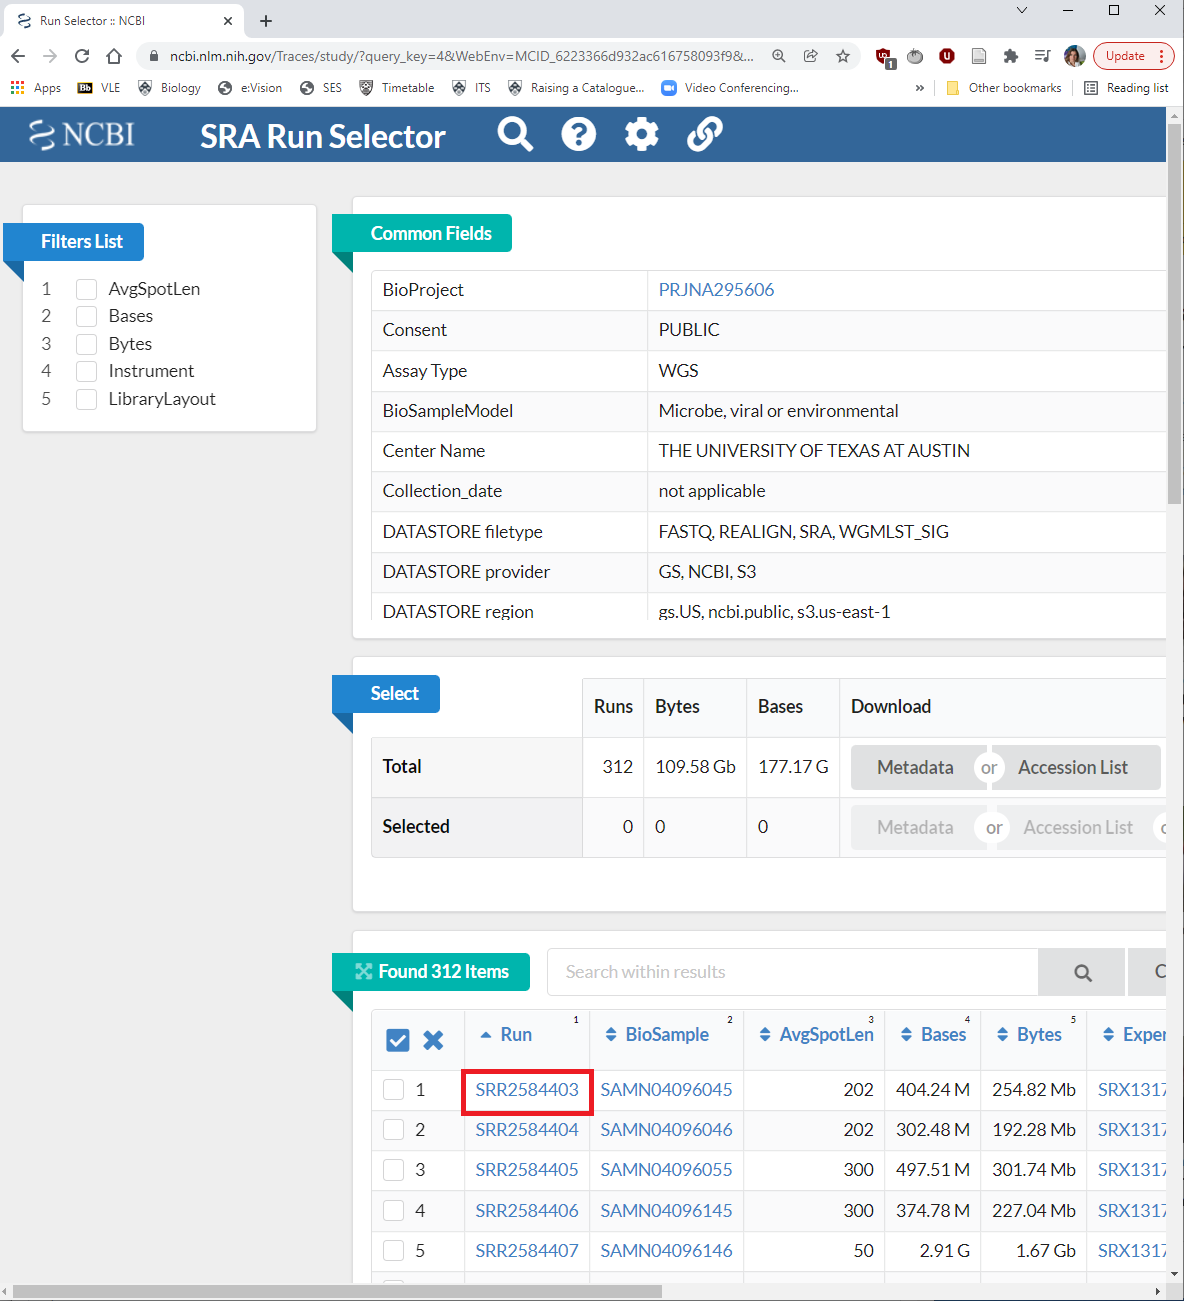 Run Selector :: NCBI
ncbi.nlm.nih.gov/Traces/study/?query_key=4&WebEnv=MCID_6223366d932ac616758093f9&...
1
Update
Apps Bb VLE Biology e:Vision SES Timetable ITS Raising a Catalogue... Video Conferencing... » Other bookmarks Reading list
NCBI SRA Run Selector
Filters List
1 AvgSpotLen
2 Bases
3 Bytes
4 Instrument
5 LibraryLayout
Common Fields
BioProject PRJNA295606
Consent PUBLIC
Assay Type WGS
BioSampleModel Microbe, viral or environmental
Center Name THE UNIVERSITY OF TEXAS AT AUSTIN
Collection_date not applicable
DATASTORE filetype FASTQ, REALIGN, SRA, WGMLST_SIG
DATASTORE provider GS, NCBI, S3
DATASTORE region gs.US, ncbi.public, s3.us-east-1
Select
Runs Bytes Bases Download
Total 312 109.58 Gb 177.17 G Metadata or Accession List
Selected 0 0 0 Metadata or Accession List
Found 312 Items Search within results
Run 1 BioSample 2 AvgSpotLen 3 Bases 4 Bytes 5 Exper
1 SRR2584403 SAMN04096045 202 404.24 M 254.82 Mb SRX1317
2 SRR2584404 SAMN04096046 202 302.48 M 192.28 Mb SRX1317
3 SRR2584405 SAMN04096055 300 497.51 M 301.74 Mb SRX1317
4 SRR2584406 SAMN04096145 300 374.78 M 227.04 Mb SRX1317
5 SRR2584407 SAMN04096146 50 2.91 G 1.67 Gb SRX1317